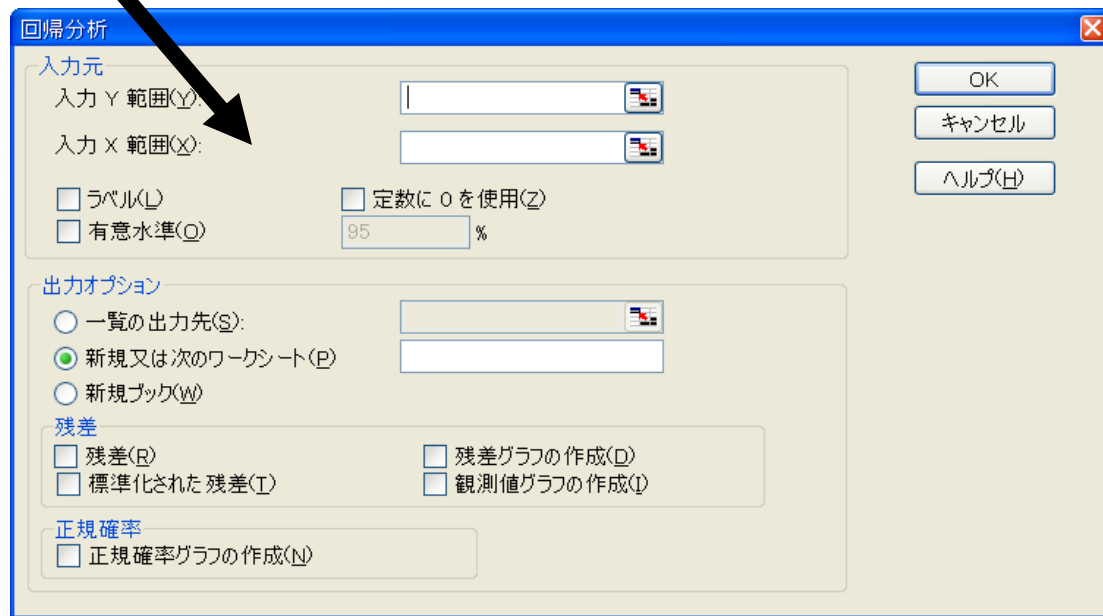 回帰分析
入力元
入力 Y 範囲(Y):
入力 X 範囲(X):
ラベル(L)
定数に 0 を使用(Z)
有意水準(O)
95
%
OK
キャンセル
ヘルプ(H)
出力オプション
一覧の出力先(S):
新規又は次のワークシート(P)
新規ブック(W)
残差
残差(R)
残差グラフの作成(D)
標準化された残差(T)
観測値グラフの作成(I)
正規確率
正規確率グラフの作成(N)